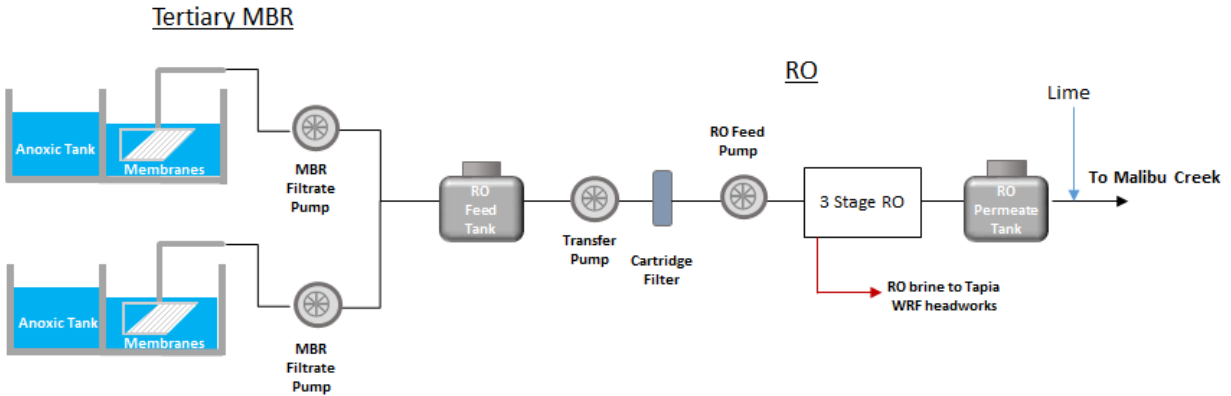 Tertiary MBR
RO
Lime
Anoxic Tank
Membranes
MBR
Filtrate
Pump
RO
Feed
Tank
Transfer
Pump
Cartridge
Filter
RO Feed
Pump
3 Stage RO
RO
Permeate
Tank
To Malibu Creek
RO brine to Tapia
WRF headworks
Anoxic Tank
Membranes
MBR
Filtrate
Pump